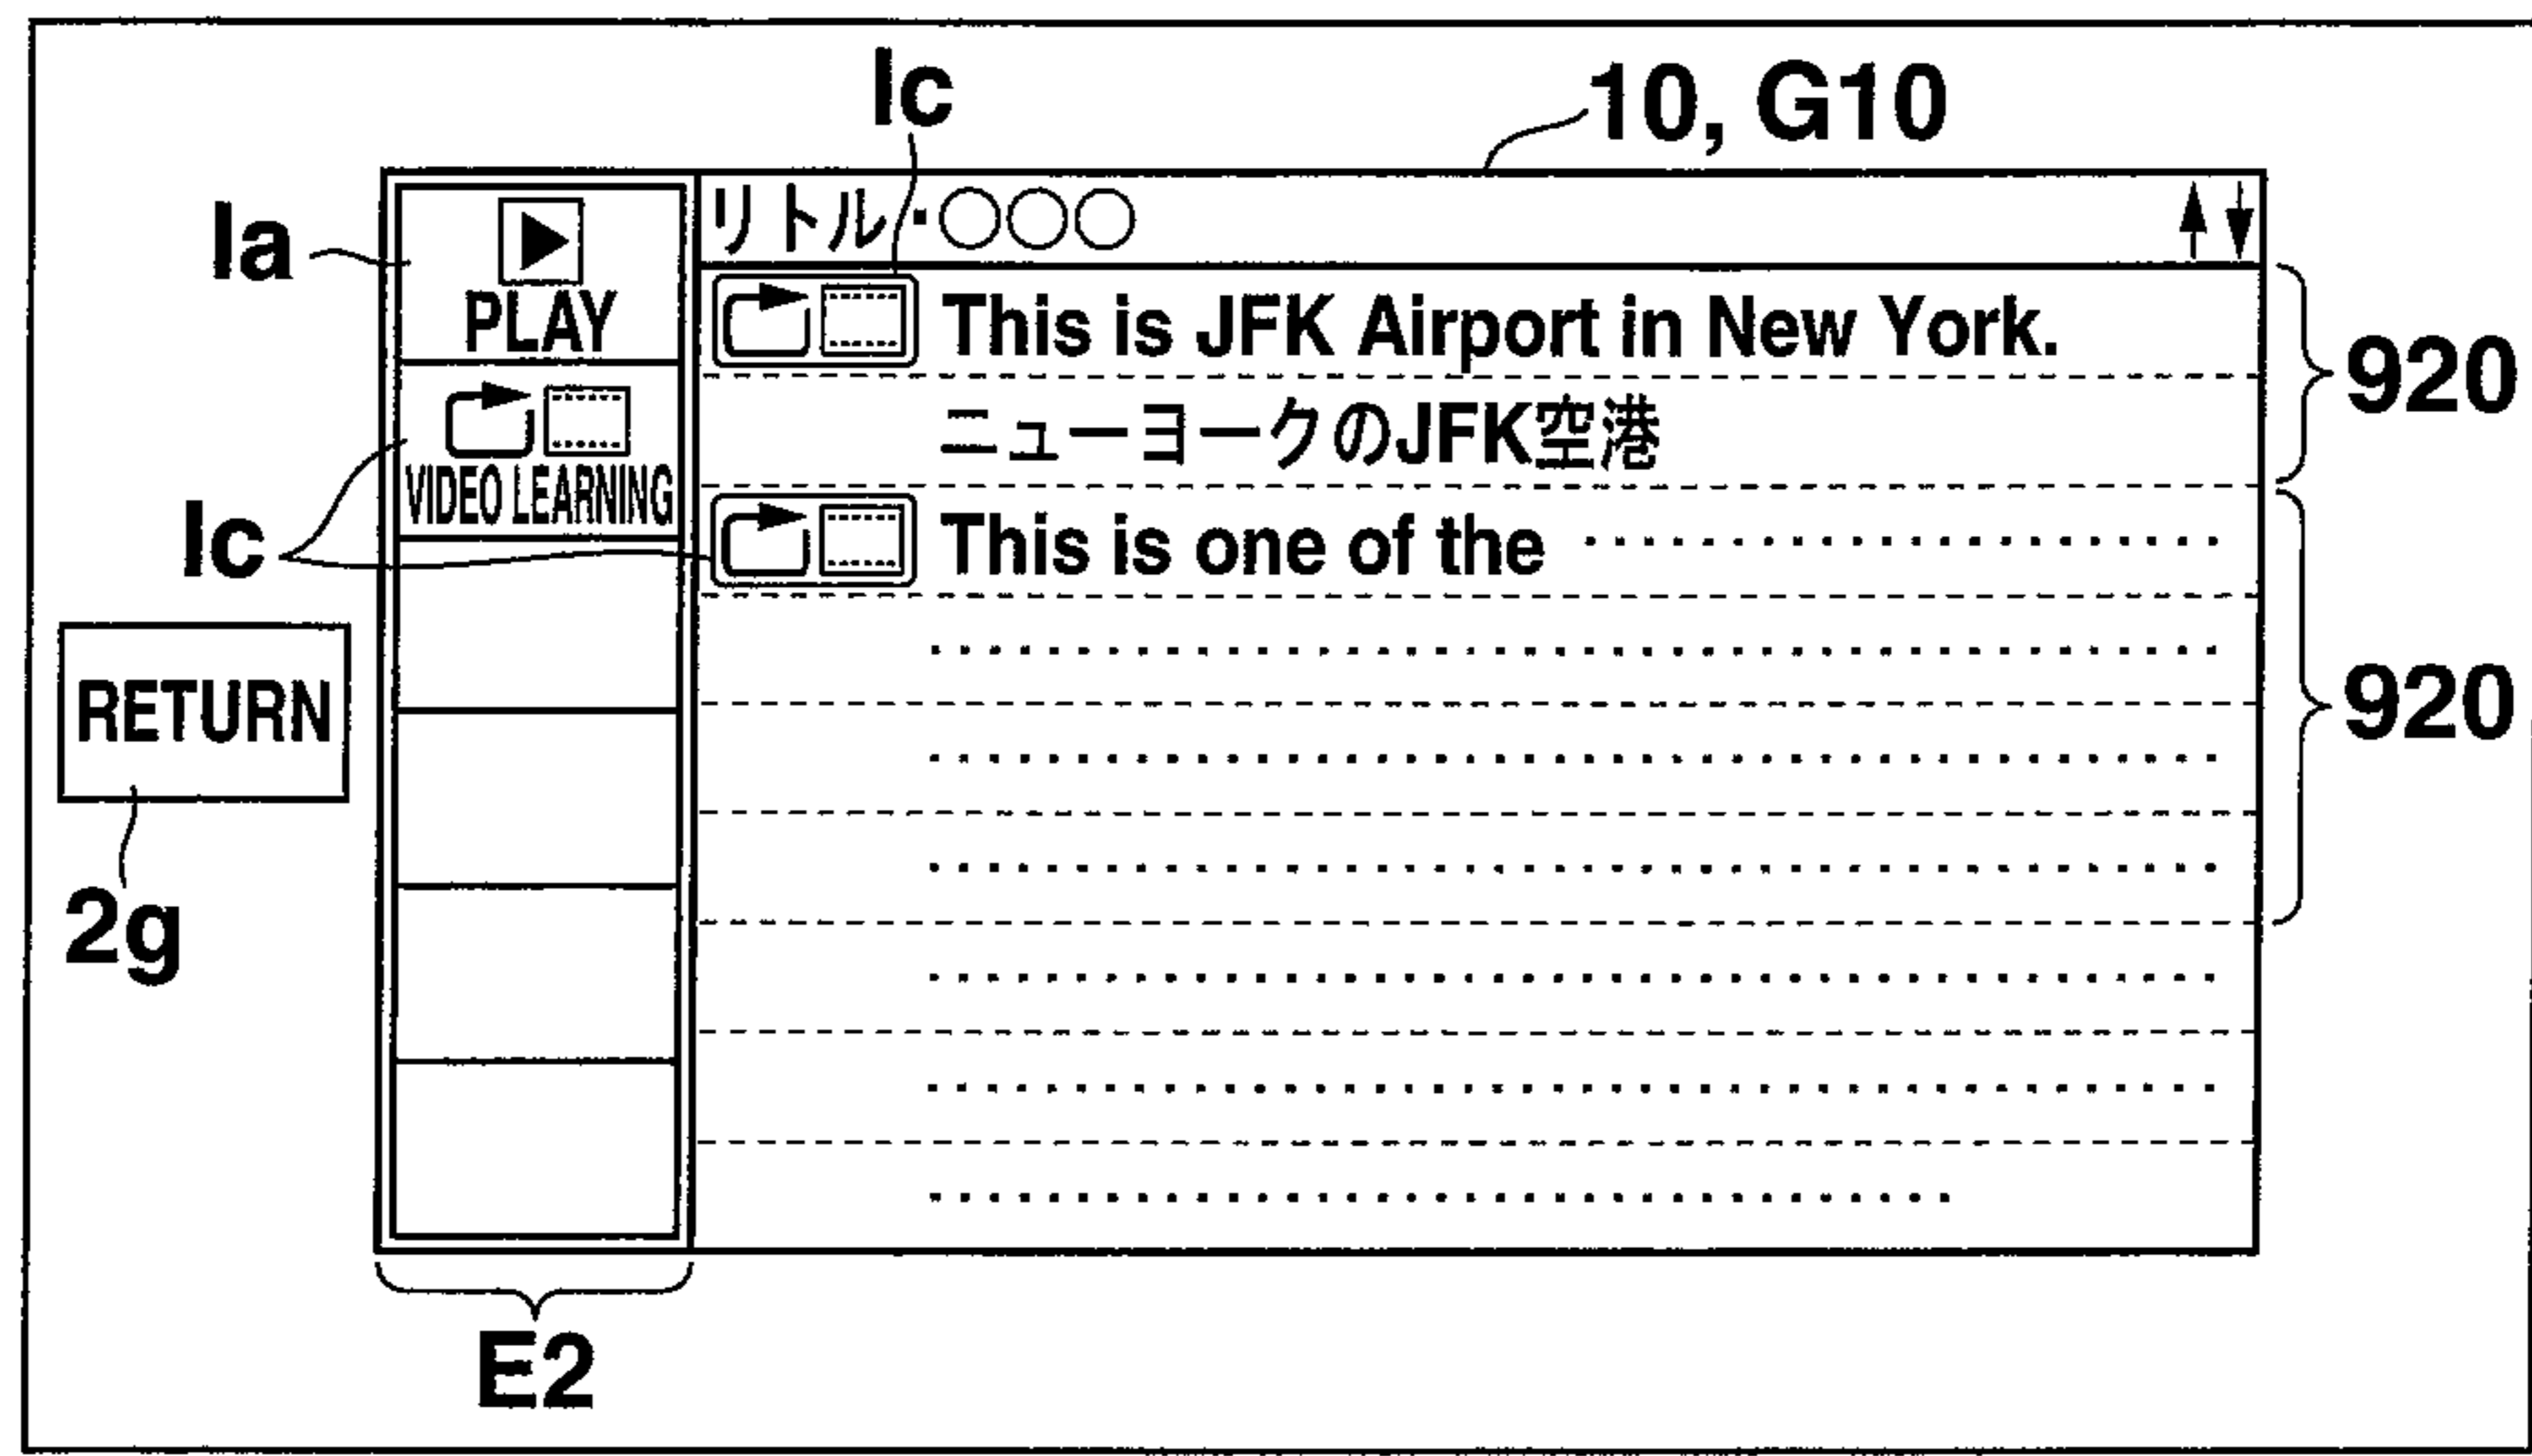 Ic
10, G10
リトル・○○○
Ia
PLAY
This is JFK Airport in New York.
920
ニューヨークのJFK空港
VIDEO LEARNING
Ic
This is one of the ....................
RETURN
920
2g
E2